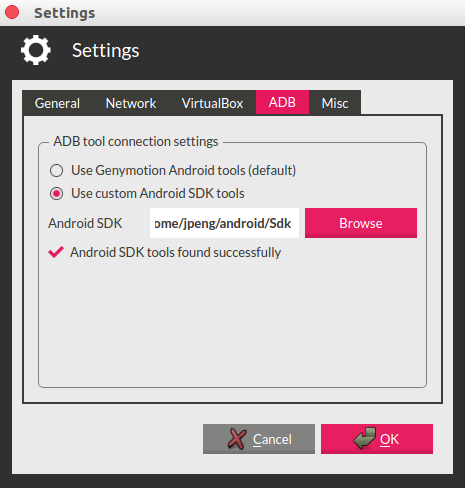 Settings
Settings
General Network VirtualBox ADB Misc
ADB tool connection settings
Use Genymotion Android tools (default)
Use custom Android SDK tools
Android SDK ome/jpeng/android/Sdk Browse
Android SDK tools found successfully
Cancel OK